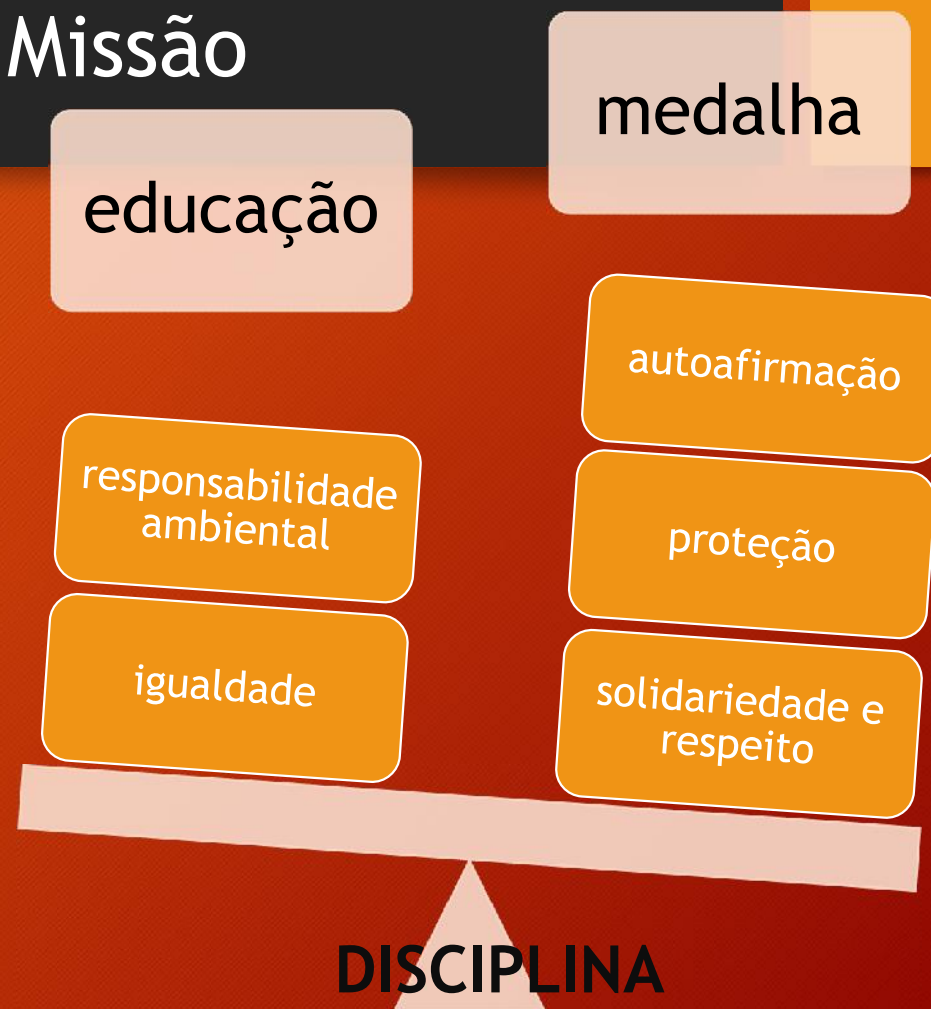 Missão
educação
responsabilidade
ambiental
igualdade
medalha
autoafirmação
proteção
solidariedade e
respeito
DISCIPLINA